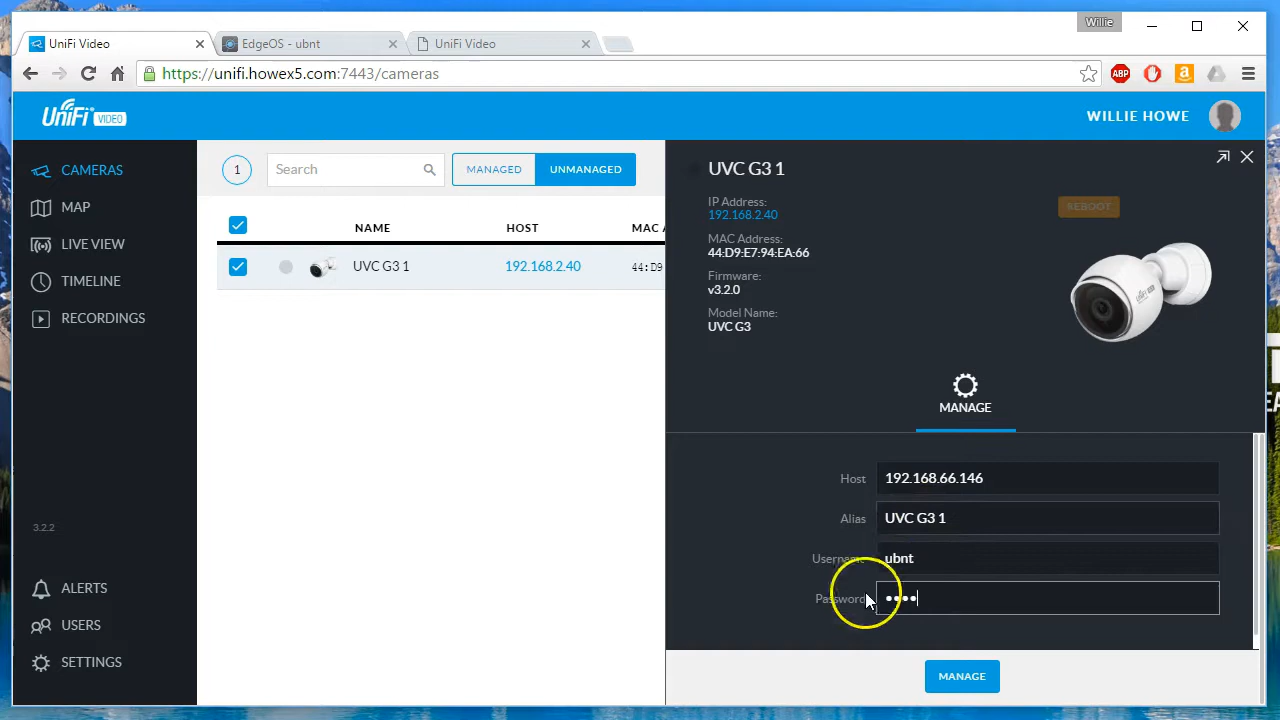 Willie
UniFi Video
EdgeOS - ubnt
UniFi Video
https://unifi.howex5.com:7443/cameras
ABP
UniFi VIDEO
WILLIE HOWE
CAMERAS
MAP
LIVE VIEW
TIMELINE
RECORDINGS
3.2.2
ALERTS
USERS
SETTINGS
1
Search
MANAGED
UNMANAGED
NAME
HOST
MAC A
UVC G3 1
192.168.2.40
44:D9
UVC G3 1
IP Address:
192.168.2.40
REBOOT
MAC Address:
44:D9:E7:94:EA:66
Firmware:
v3.2.0
Model Name:
UVC G3
MANAGE
Host
192.168.66.146
Alias
UVC G3 1
Username
ubnt
Password
••••
MANAGE